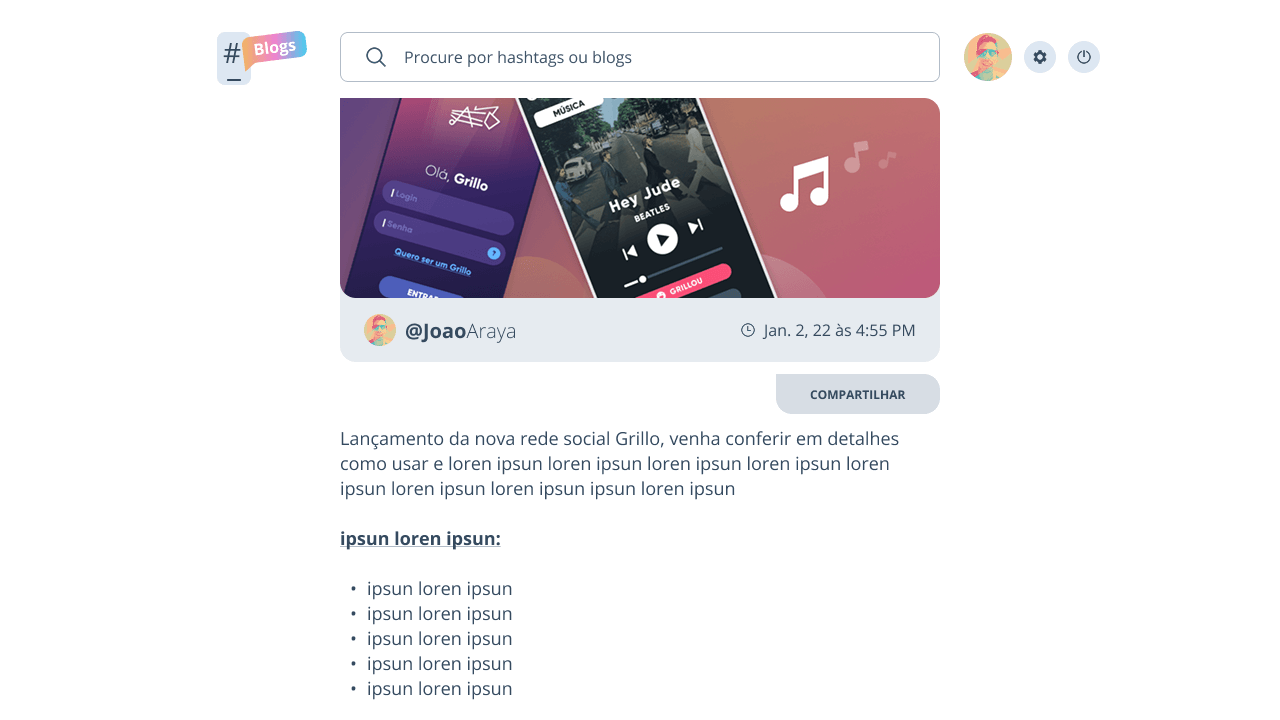 # Blogs
Procure por hashtags ou blogs
MÚSICA
Olá, Grillo
Login
Senha
?
Quero ser um Grillo
ENTRAR
Hey Jude
BEATLES
GRILLOU
@JoaoAraya
Jan. 2, 22 às 4:55 PM
COMPARTILHAR
Lançamento da nova rede social Grillo, venha conferir em detalhes
como usar e loren ipsun loren ipsun loren ipsun loren ipsun loren
ipsun loren ipsun loren ipsun ipsun loren ipsun
ipsun loren ipsun:
• ipsun loren ipsun
• ipsun loren ipsun
• ipsun loren ipsun
• ipsun loren ipsun
• ipsun loren ipsun